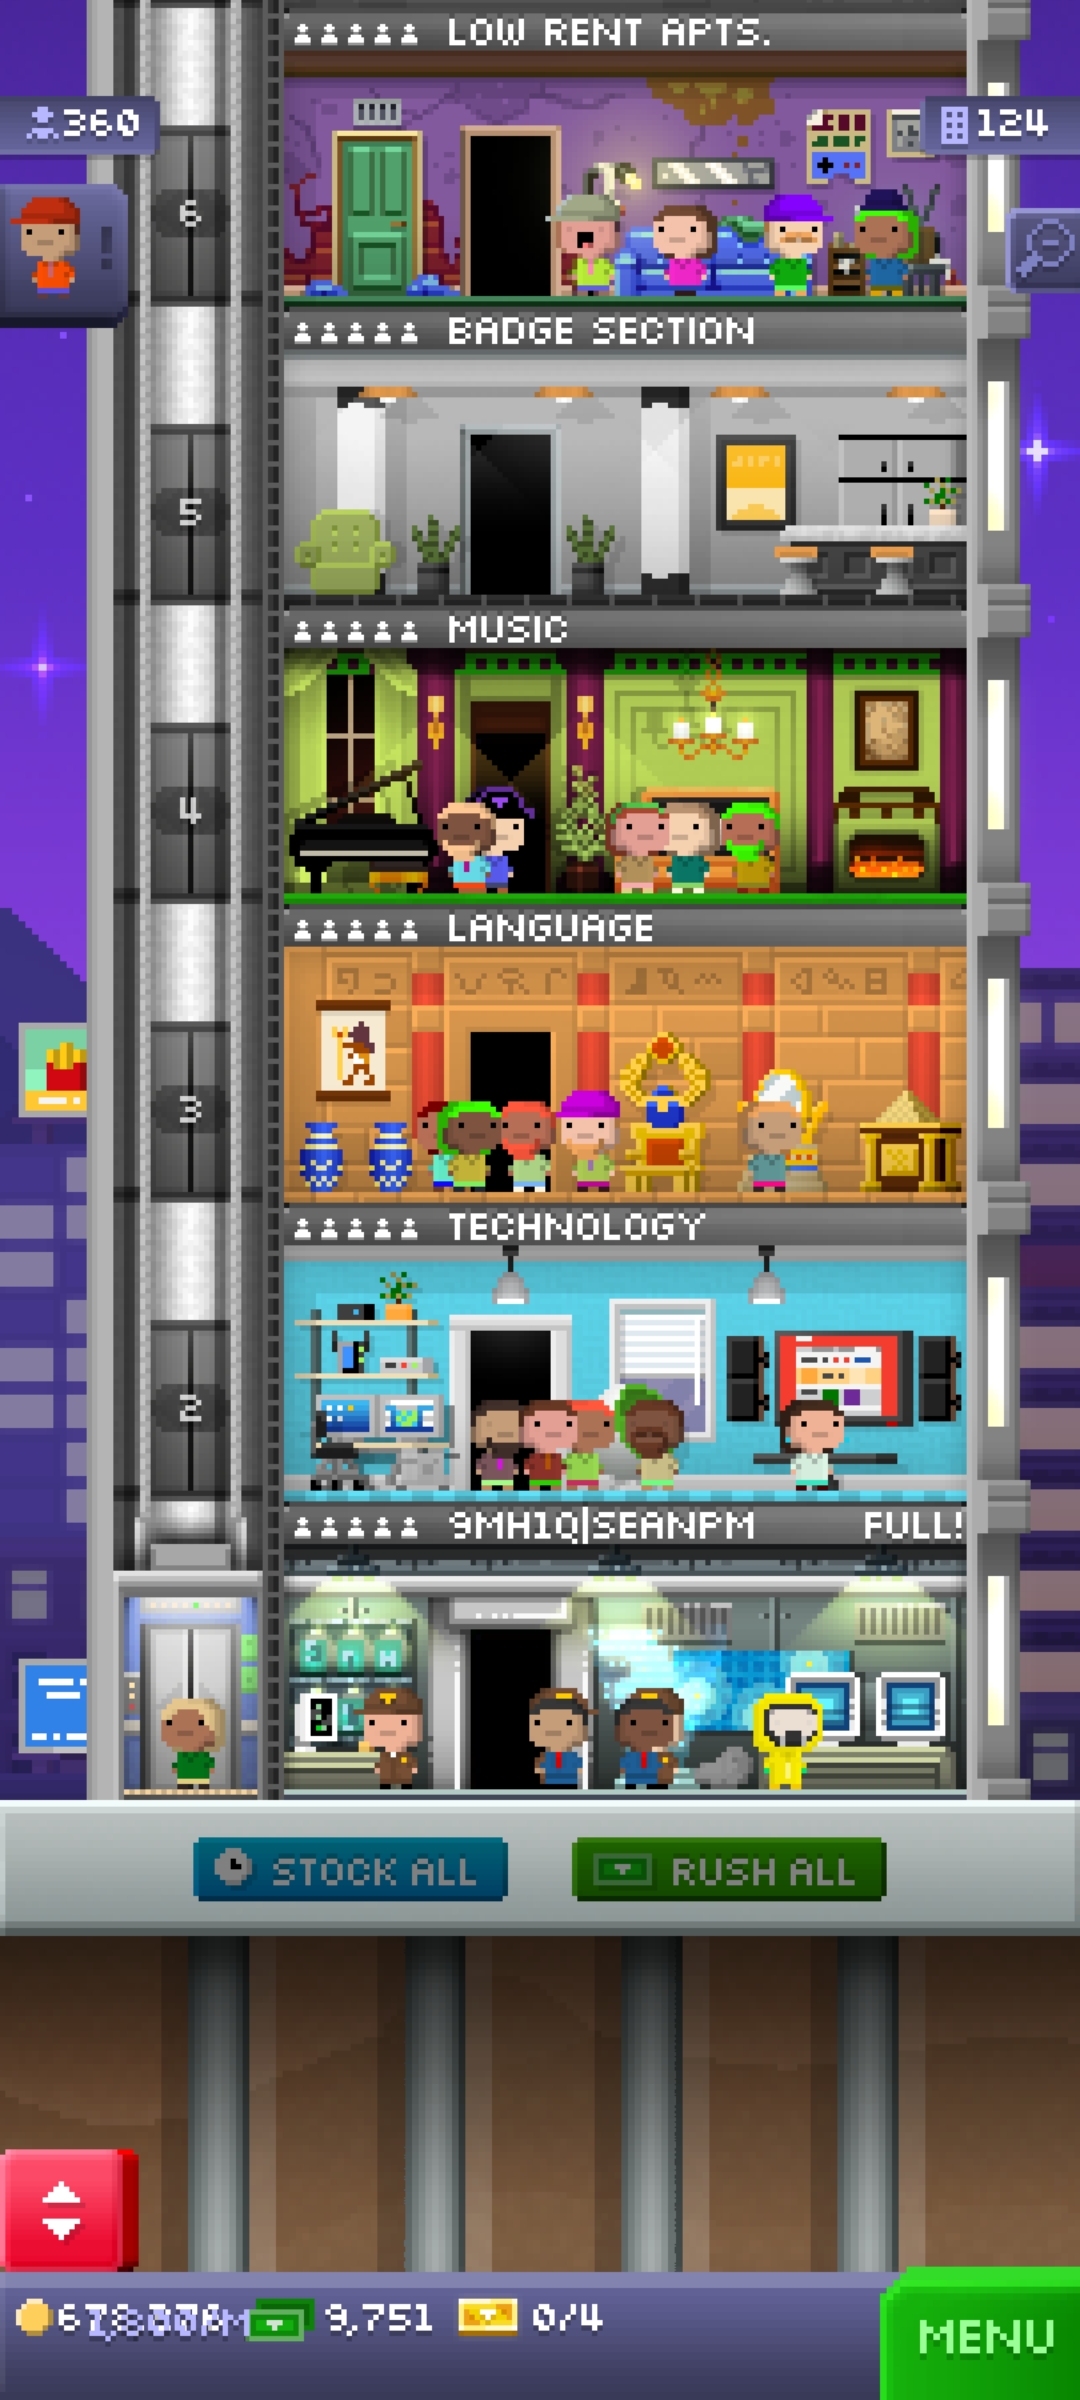 LOW RENT APTS.
360
124
6
BADGE SECTION
5
MUSIC
4
LANGUAGE
3
TECHNOLOGY
2
9MH1Q|SEANPM FULL!
STOCK ALL
RUSH ALL
9,751
0/4
MENU